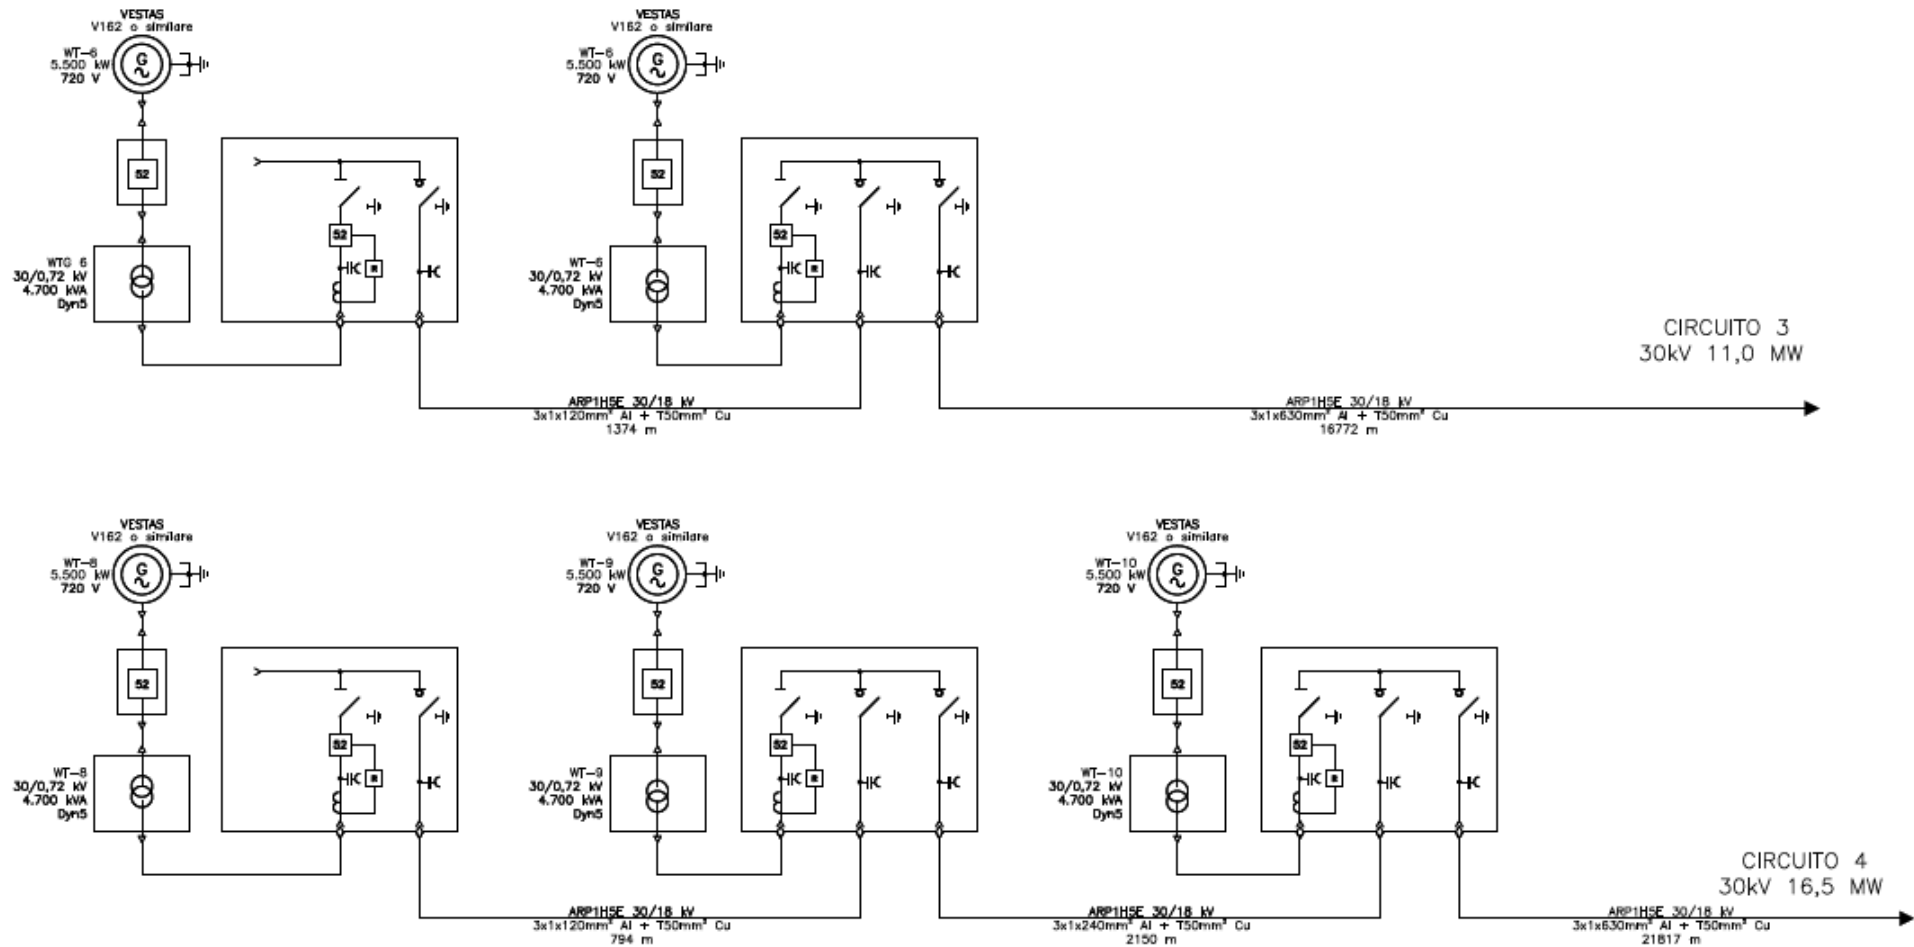 VESTAS
V162 o similare
WT-6
5.500 kW
720 V
G
52
WTG 6
30/0,72 kV
4.700 kVA
Dyn5
52
VESTAS
V162 o similare
WT-6
5.500 kW
720 V
G
52
WT-6
30/0,72 kV
4.700 kVA
Dyn5
52
ARP1H5E 30/18 kV
3x1x120mm² Al + T50mm² Cu
1374 m
ARP1H5E 30/18 kV
3x1x630mm² Al + T50mm² Cu
16772 m
CIRCUITO 3
30kV 11,0 MW
VESTAS
V162 o similare
WT-8
5.500 kW
720 V
G
52
WT-8
30/0,72 kV
4.700 kVA
Dyn5
52
VESTAS
V162 o similare
WT-9
5.500 kW
720 V
G
52
WT-9
30/0,72 kV
4.700 kVA
Dyn5
52
VESTAS
V162 o similare
WT-10
5.500 kW
720 V
G
52
WT-10
30/0,72 kV
4.700 kVA
Dyn5
52
ARP1H5E 30/18 kV
3x1x120mm² Al + T50mm² Cu
794 m
ARP1H5E 30/18 kV
3x1x240mm² Al + T50mm² Cu
2150 m
ARP1H5E 30/18 kV
3x1x630mm² Al + T50mm² Cu
21817 m
CIRCUITO 4
30kV 16,5 MW